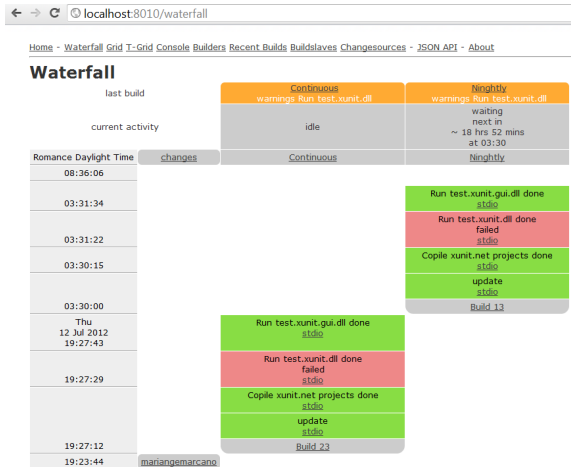 localhost:8010/waterfall
Home - Waterfall Grid T-Grid Console Builders Recent Builds Buildslaves Changesources - JSON API - About
Waterfall
last build
Continuous
warnings Run test.xunit.dll
Ninghtly
warnings Run test.xunit.dll
current activity
idle
waiting
next in
~ 18 hrs 52 mins
at 03:30
Romance Daylight Time changes Continuous Ninghtly
08:36:06
03:31:34
Run test.xunit.gui.dll done
stdio
03:31:22
Run test.xunit.dll done
failed
stdio
03:30:15
Copile xunit.net projects done
stdio
update
stdio
03:30:00
Build 13
Thu
12 Jul 2012
19:27:43
Run test.xunit.gui.dll done
stdio
19:27:29
Run test.xunit.dll done
failed
stdio
Copile xunit.net projects done
stdio
update
stdio
19:27:12
Build 23
19:23:44 mariangemarcano